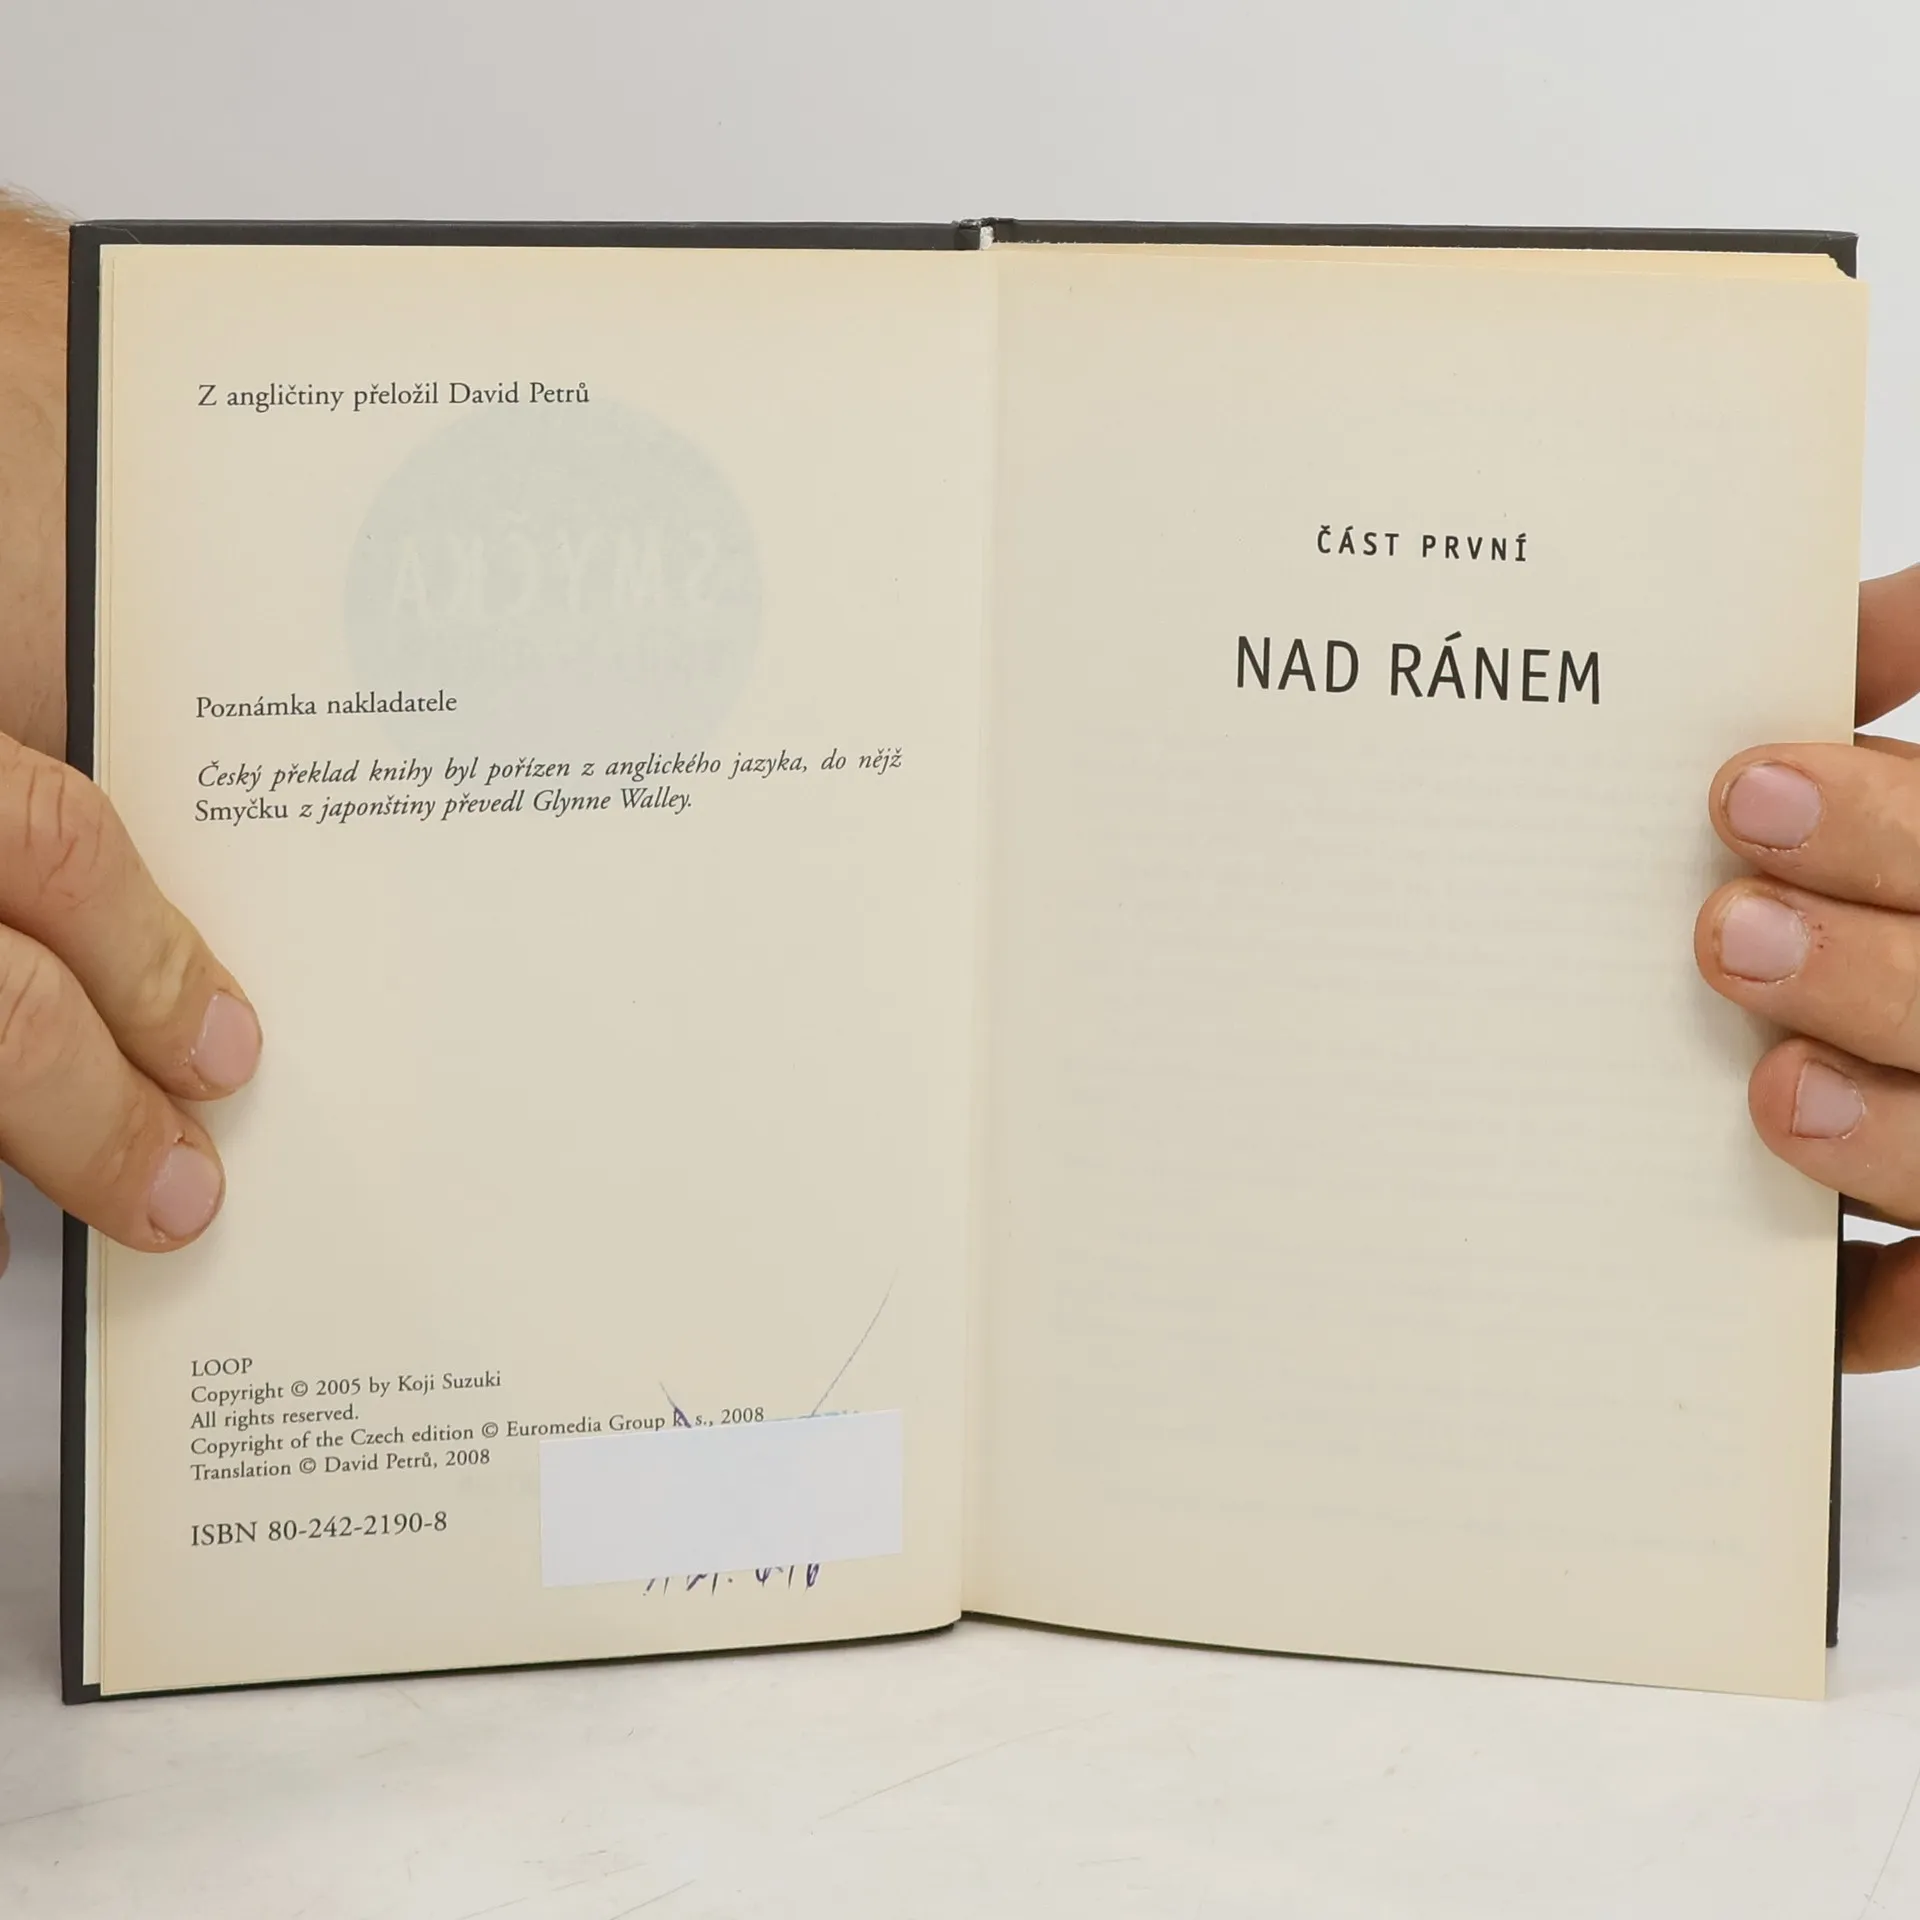 Z angličtiny přeložil David Petrů
SMYČKA
Poznámka nakladatele
Český překlad knihy byl pořízen z anglického jazyka, do nějž
Smyčku z japonštiny převedl Glynne Walley.
LOOP
Copyright © 2005 by Koji Suzuki
All rights reserved.
Copyright of the Czech edition © Euromedia Group k. s., 2008
Translation © David Petrů, 2008
ISBN 80-242-2190-8
ČÁST PRVNÍ
NAD RÁNEM